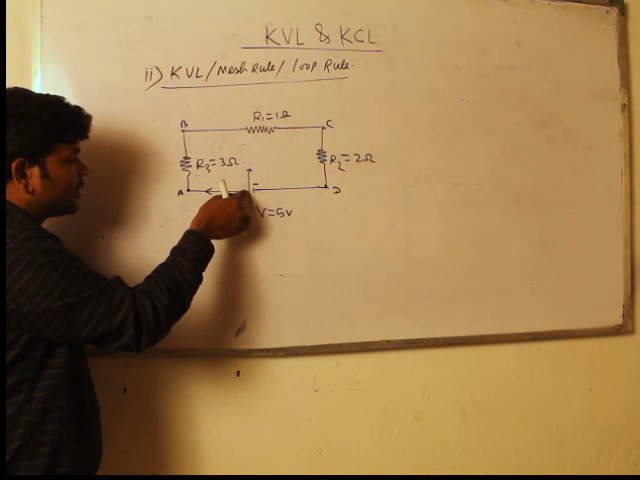 KVL & KCL
ii) KVL/Mesh Rule/loop Rule.
R1=1Ω
B
C
R3=3Ω
R2=2Ω
A
D
V=5v